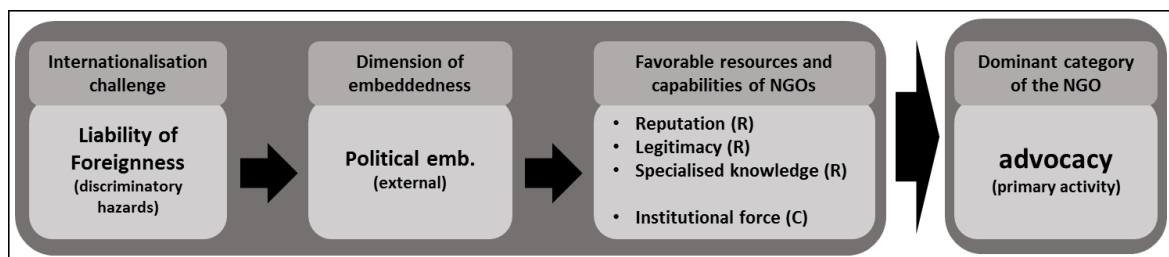 Internationalisation
challenge
Liability of
Foreignness
(discriminatory
hazards)
Dimension of
embeddedness
Political emb.
(external)
Favorable resources and
capabilities of NGOs
• Reputation (R)
• Legitimacy (R)
• Specialised knowledge (R)
• Institutional force (C)
Dominant category
of the NGO
advocacy
(primary activity)